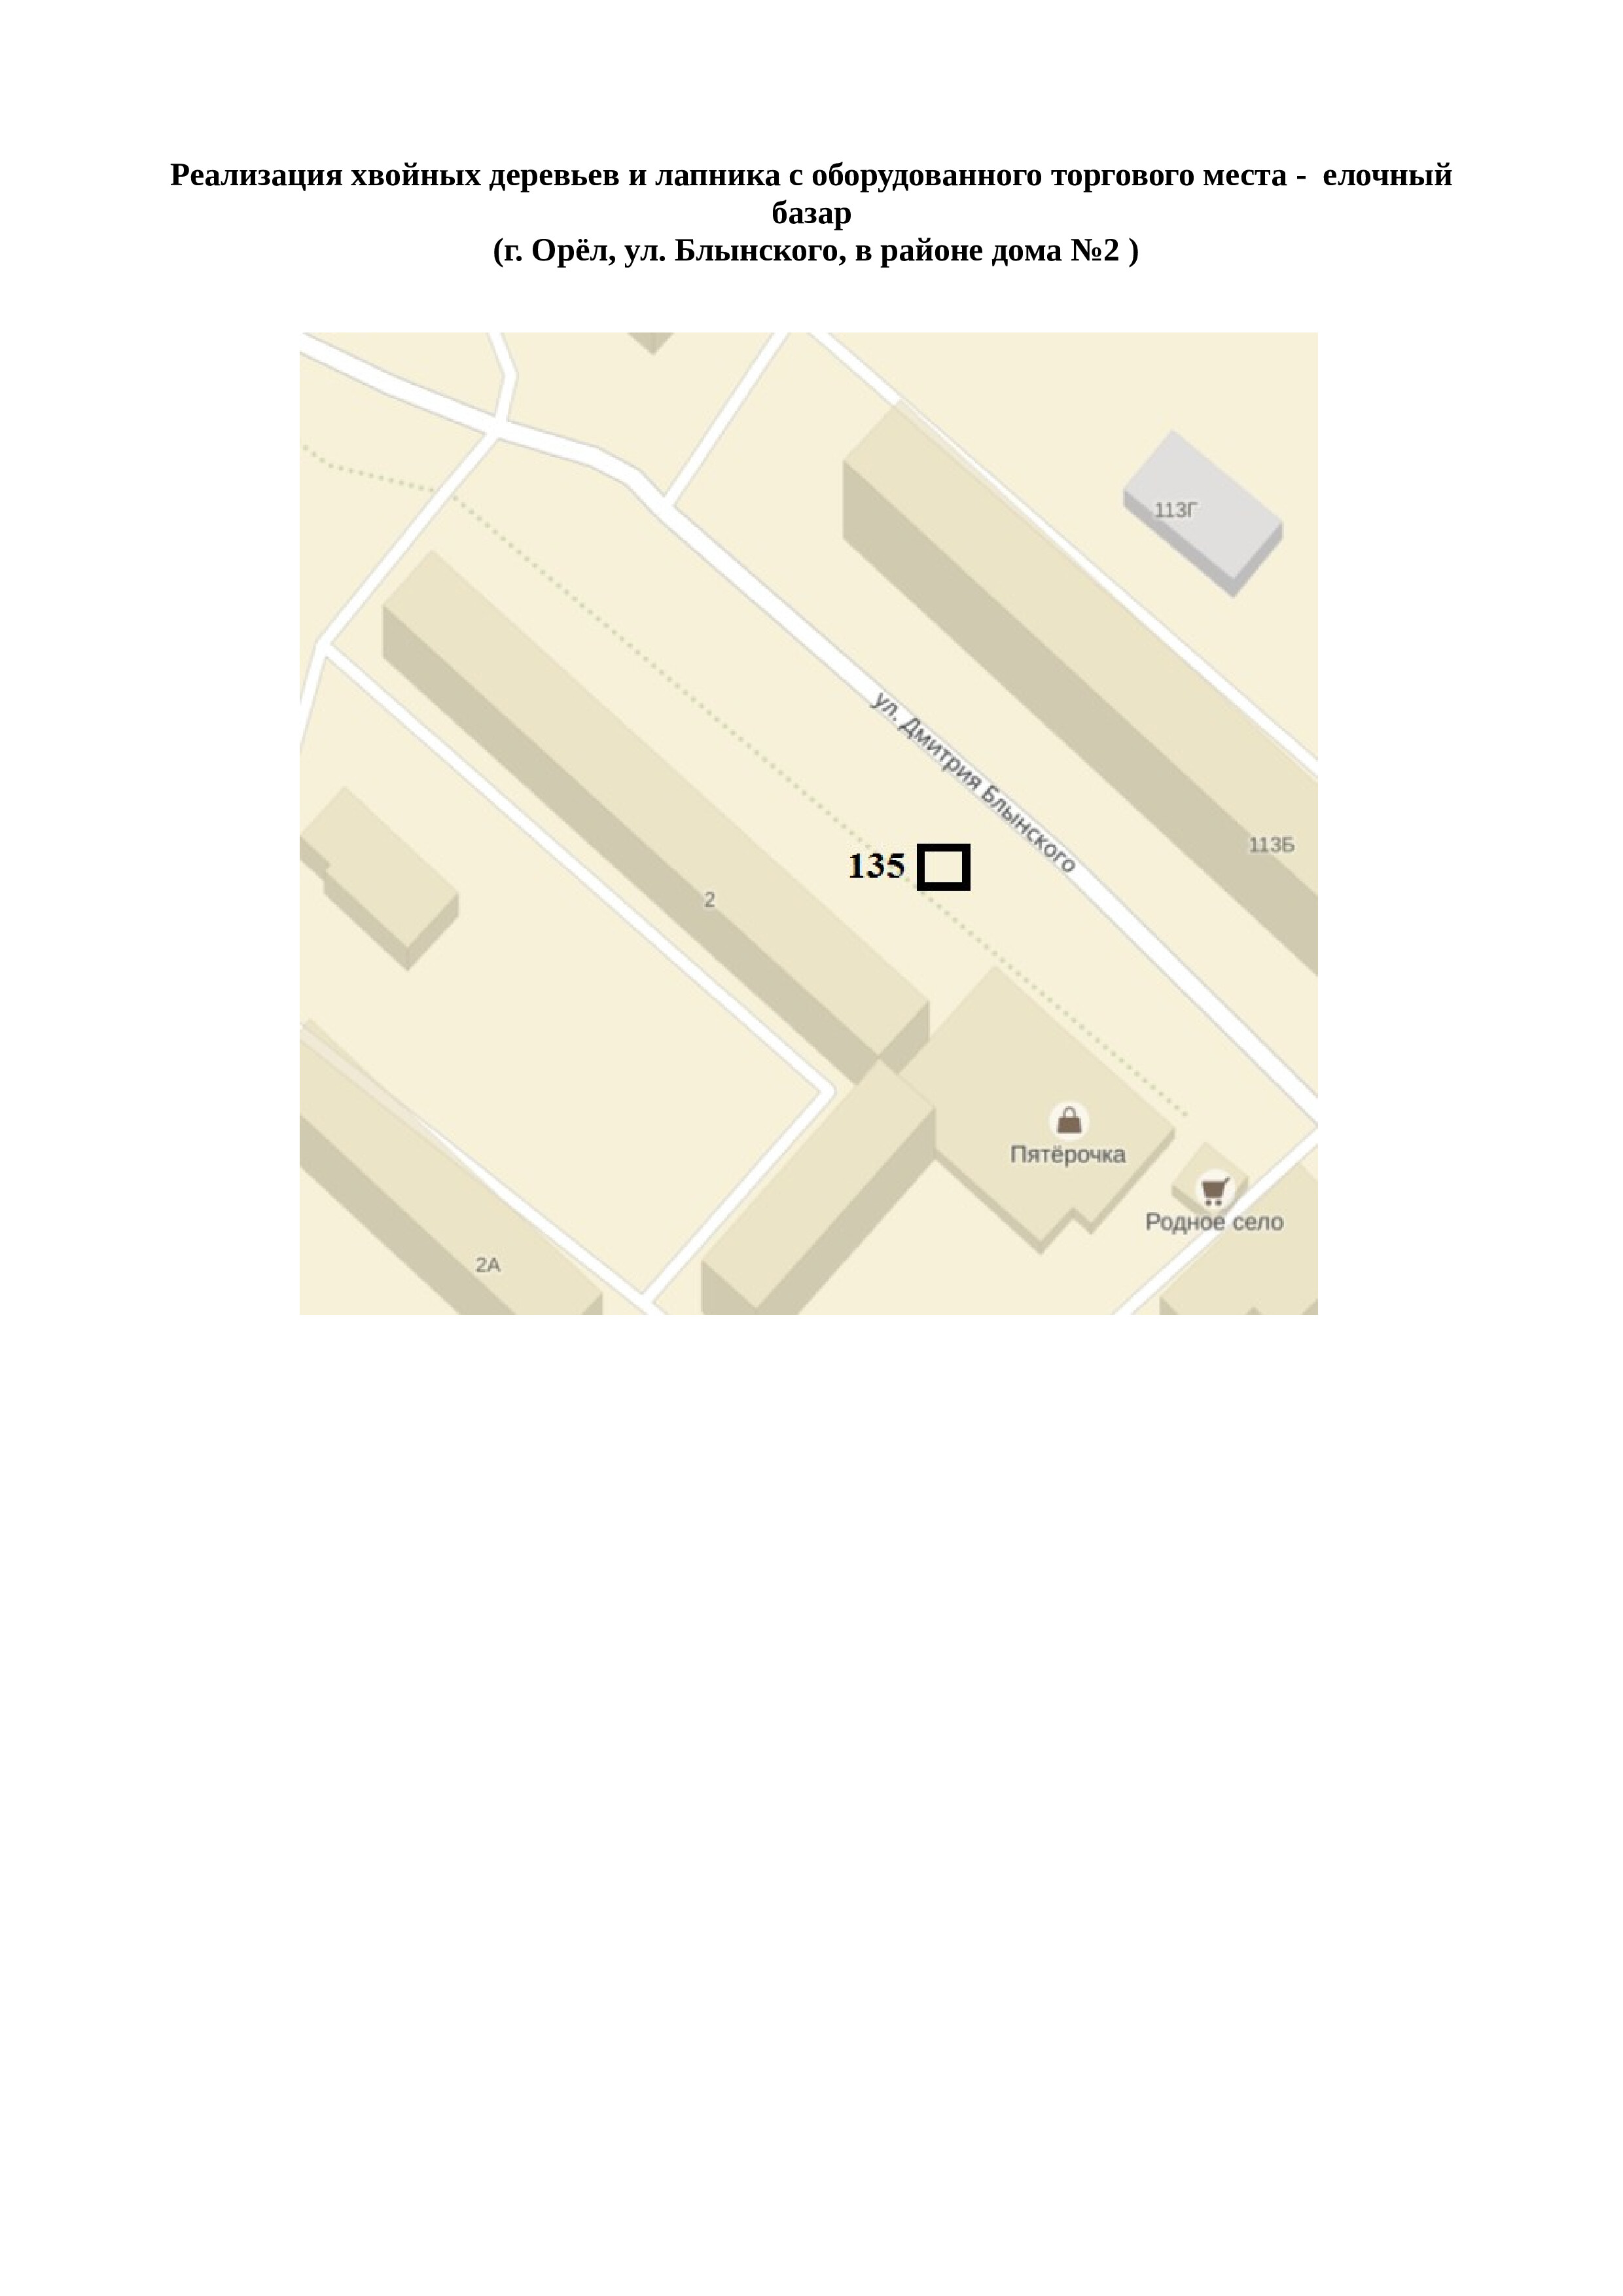 Реализация хвойных деревьев и лапника с оборудованного торгового места -  елочный
базар
(г. Орёл, ул. Блынского, в районе дома №2 )
113Г
ул. Дмитрия Блынского
113Б
135
2
Пятёрочка
Родное село
2А